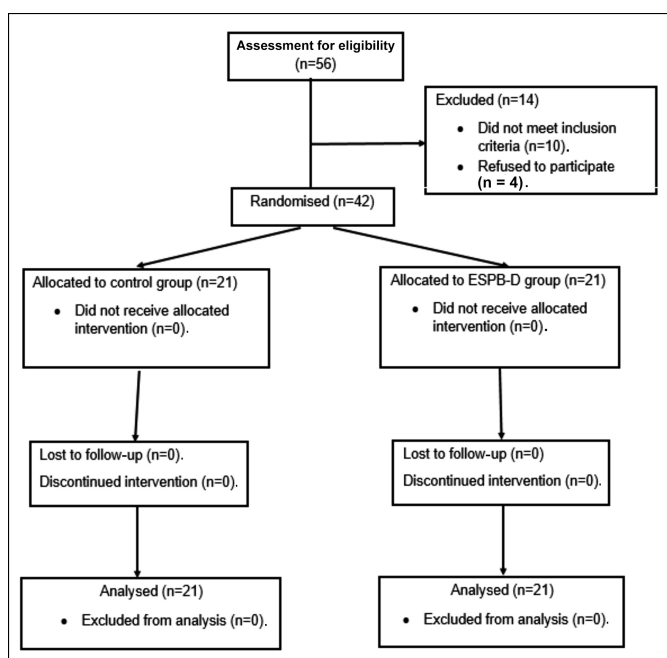 Assessment for eligibility
(n=56)
Excluded (n=14)
• Did not meet inclusion
criteria (n=10).
• Refused to participate
(n = 4).
Randomised (n=42)
Allocated to control group (n=21)
• Did not receive allocated
intervention (n=0).
Allocated to ESPB-D group (n=21)
• Did not receive allocated
intervention (n=0).
Lost to follow-up (n=0).
Discontinued intervention (n=0).
Lost to follow-up (n=0)
Discontinued intervention (n=0).
Analysed (n=21)
• Excluded from analysis (n=0).
Analysed (n=21)
• Excluded from analysis (n=0).